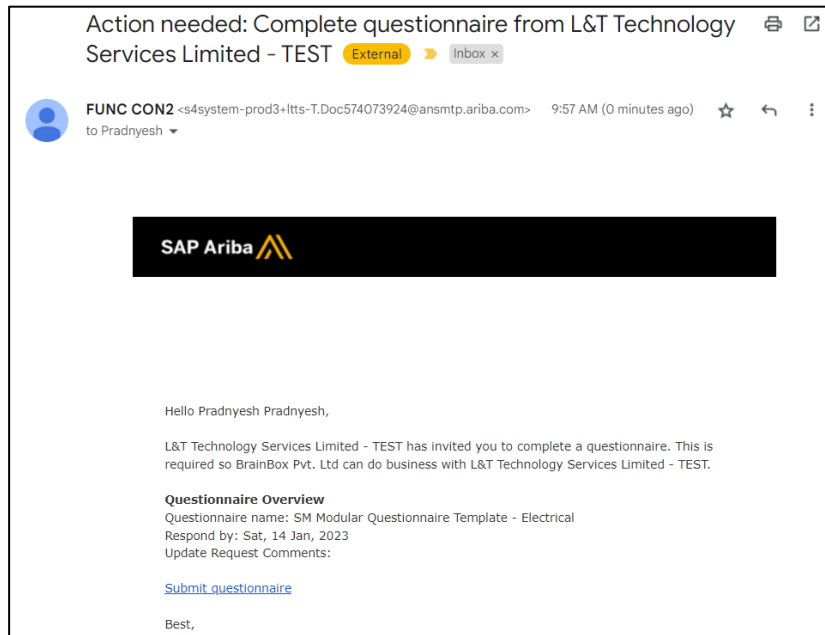 Action needed: Complete questionnaire from L&T Technology
Services Limited - TEST External Inbox ×
FUNC CON2 <s4system-prod3+ltts-T.Doc574073924@ansmtp.ariba.com> 9:57 AM (0 minutes ago)
to Pradnyesh
SAP Ariba
Hello Pradnyesh Pradnyesh,
L&T Technology Services Limited - TEST has invited you to complete a questionnaire. This is
required so BrainBox Pvt. Ltd can do business with L&T Technology Services Limited - TEST.
Questionnaire Overview
Questionnaire name: SM Modular Questionnaire Template - Electrical
Respond by: Sat, 14 Jan, 2023
Update Request Comments:
Submit questionnaire
Best,